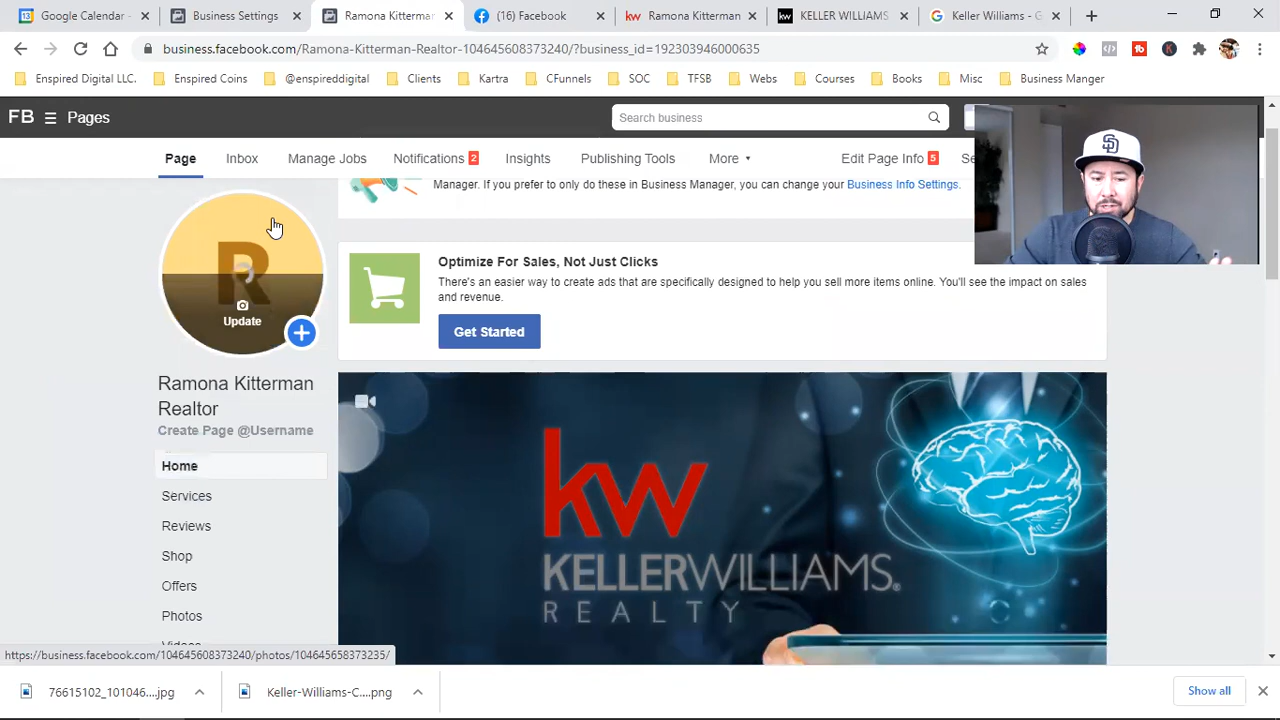 Google Calendar -
Business Settings
Ramona Kitterman
(16) Facebook
kw Ramona Kitterman
kw KELLER WILLIAMS
Keller Williams - G
business.facebook.com/Ramona-Kitterman-Realtor-104645608373240/?business_id=192303946000635
Enspired Digital LLC.
Enspired Coins
@enspireddigital
Clients
Kartra
CFunnels
SOC
TFSB
Webs
Courses
Books
Misc
Business Manger
FB
Pages
Search business
Page
Inbox
Manage Jobs
Notifications 2
Insights
Publishing Tools
More
Edit Page Info 5
Se
Manager. If you prefer to only do these in Business Manager, you can change your Business Info Settings.
R
Update
Optimize For Sales, Not Just Clicks
There's an easier way to create ads that are specifically designed to help you sell more items online. You'll see the impact on sales
and revenue.
Get Started
Ramona Kitterman
Realtor
Create Page @Username
Home
Services
Reviews
Shop
Offers
Photos
Videos
kw
KELLERWILLIAMS®
REALTY
https://business.facebook.com/104645608373240/photos/104645658373235/
76615102_101046....jpg
Keller-Williams-C....png
Show all